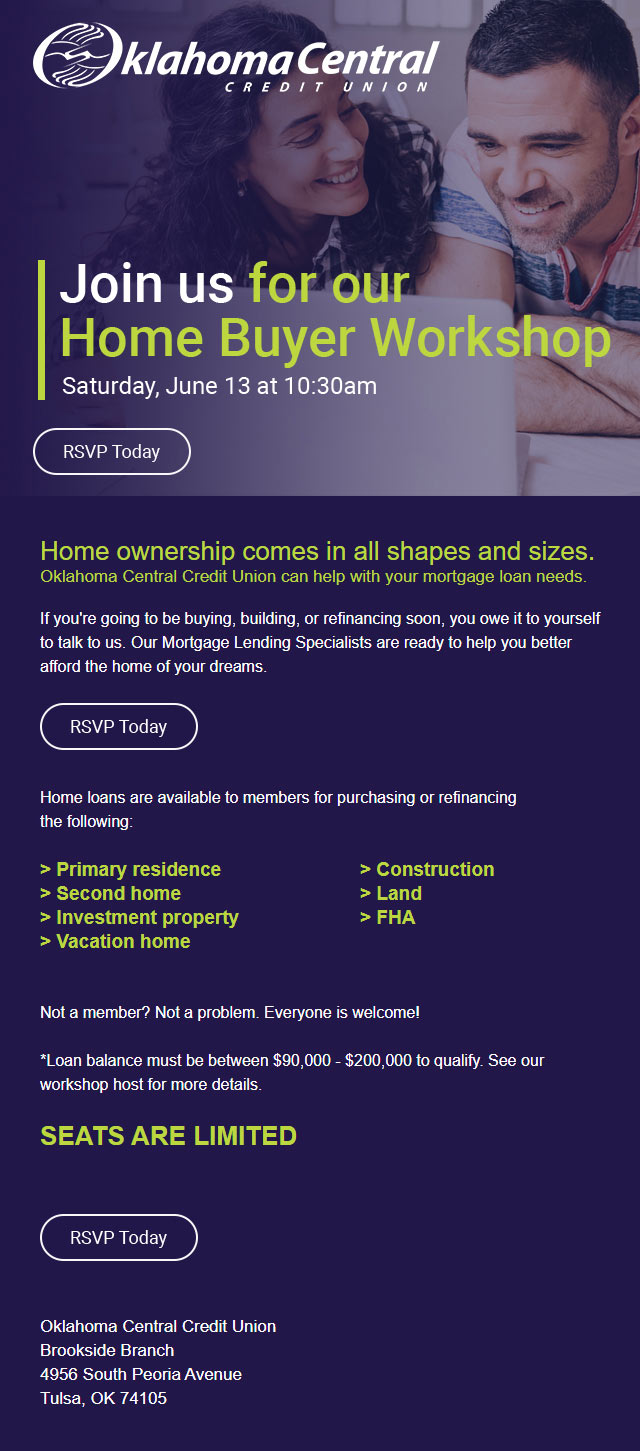 Oklahoma Central
CREDIT UNION
Join us for our
Home Buyer Workshop
Saturday, June 13 at 10:30am
RSVP Today
Home ownership comes in all shapes and sizes.
Oklahoma Central Credit Union can help with your mortgage loan needs.
If you're going to be buying, building, or refinancing soon, you owe it to yourself
to talk to us. Our Mortgage Lending Specialists are ready to help you better
afford the home of your dreams.
RSVP Today
Home loans are available to members for purchasing or refinancing
the following:
> Primary residence
> Second home
> Investment property
> Vacation home
> Construction
> Land
> FHA
Not a member? Not a problem. Everyone is welcome!
*Loan balance must be between $90,000 - $200,000 to qualify. See our
workshop host for more details.
SEATS ARE LIMITED
RSVP Today
Oklahoma Central Credit Union
Brookside Branch
4956 South Peoria Avenue
Tulsa, OK 74105